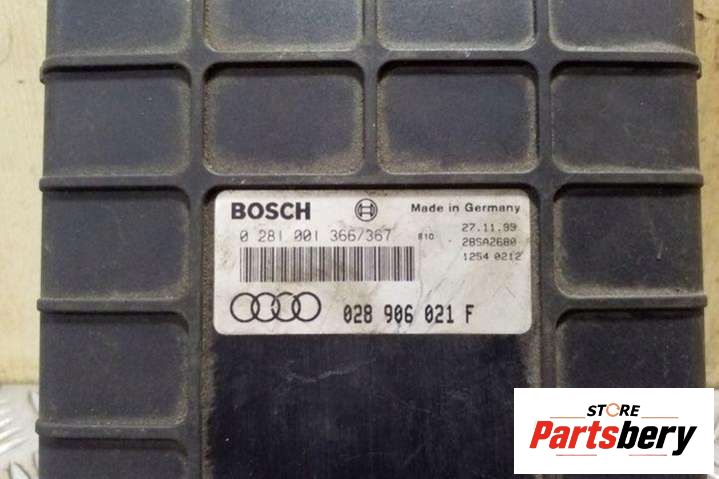 BOSCH Made in Germany
0 281 001 366/367 R10 27.11.99
28SA2680
1254 0212
028 906 021 F
STORE
Partsbery